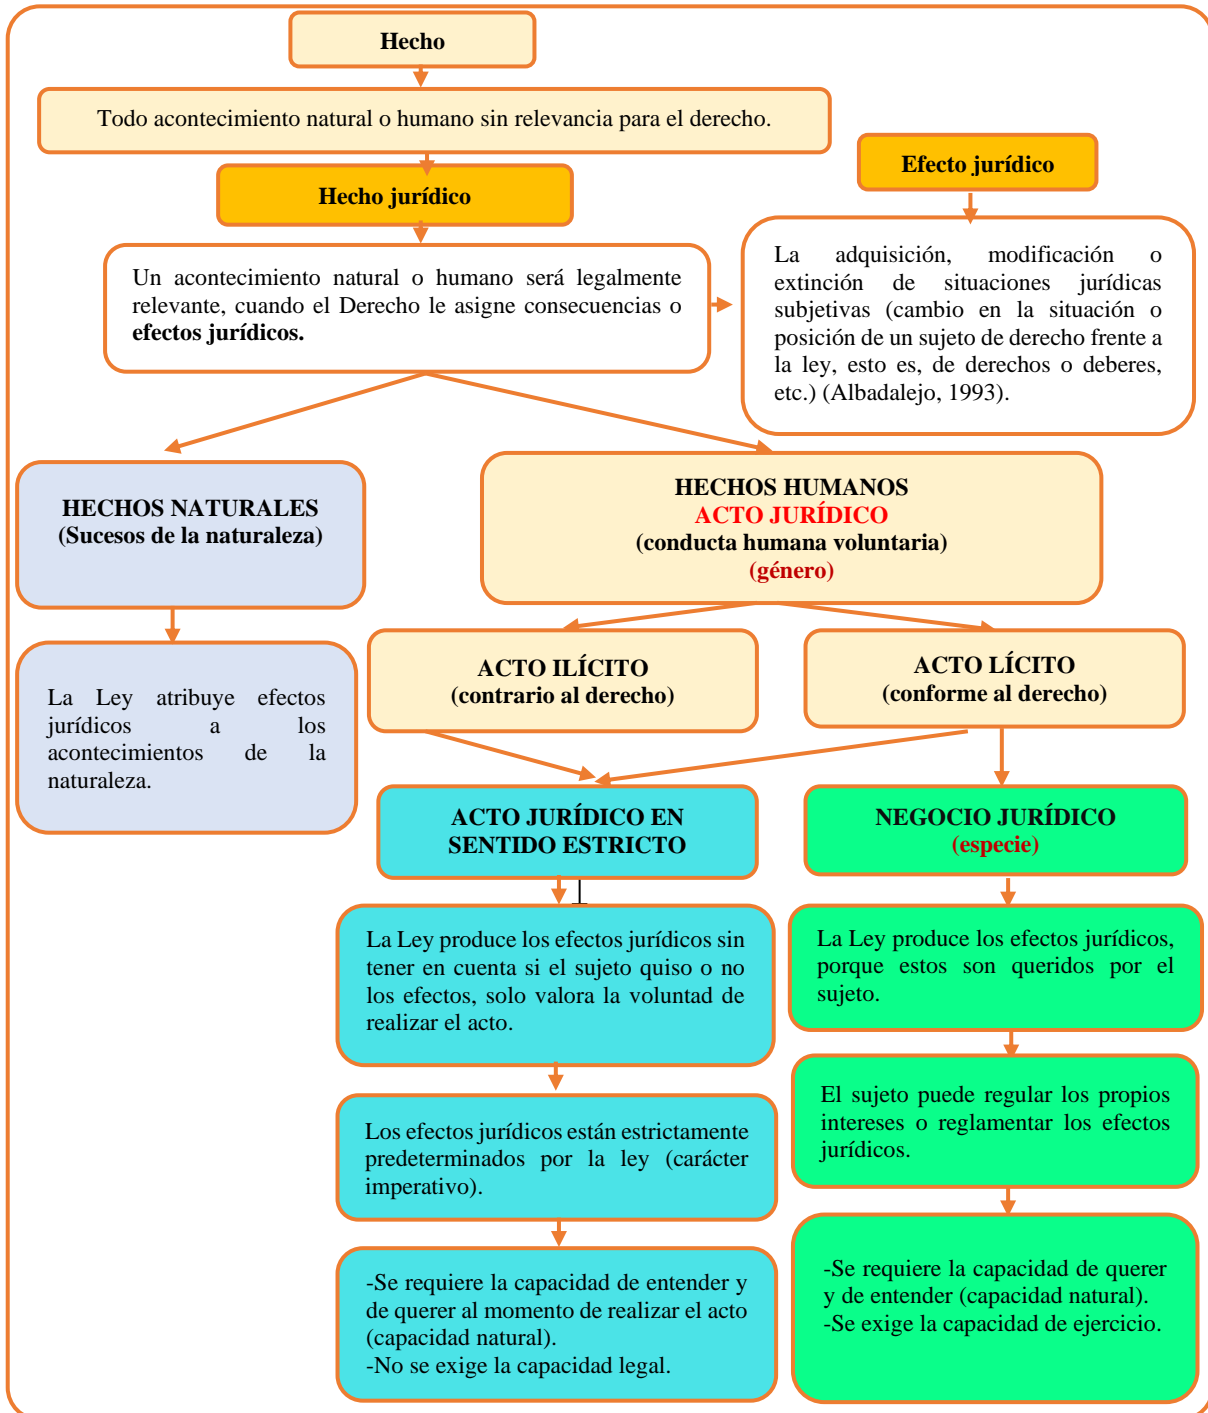 Hecho
Todo acontecimiento natural o humano sin relevancia para el derecho.
Hecho jurídico
Efecto jurídico
Un acontecimiento natural o humano será legalmente
relevante, cuando el Derecho le asigne consecuencias o
efectos jurídicos.
La adquisición, modificación o
extinción de situaciones jurídicas
subjetivas (cambio en la situación o
posición de un sujeto de derecho frente a
la ley, esto es, de derechos o deberes,
etc.) (Albadalejo, 1993).
HECHOS NATURALES
(Sucesos de la naturaleza)
HECHOS HUMANOS
ACTO JURÍDICO
(conducta humana voluntaria)
(género)
La Ley atribuye efectos
jurídicos a los
acontecimientos de la
naturaleza.
ACTO ILÍCITO
(contrario al derecho)
ACTO LÍCITO
(conforme al derecho)
ACTO JURÍDICO EN
SENTIDO ESTRICTO
NEGOCIO JURÍDICO
(especie)
La Ley produce los efectos jurídicos sin
tener en cuenta si el sujeto quiso o no
los efectos, solo valora la voluntad de
realizar el acto.
La Ley produce los efectos jurídicos,
porque estos son queridos por el
sujeto.
Los efectos jurídicos están estrictamente
predeterminados por la ley (carácter
imperativo).
El sujeto puede regular los propios
intereses o reglamentar los efectos
jurídicos.
-Se requiere la capacidad de entender y
de querer al momento de realizar el acto
(capacidad natural).
-No se exige la capacidad legal.
-Se requiere la capacidad de querer
y de entender (capacidad natural).
-Se exige la capacidad de ejercicio.